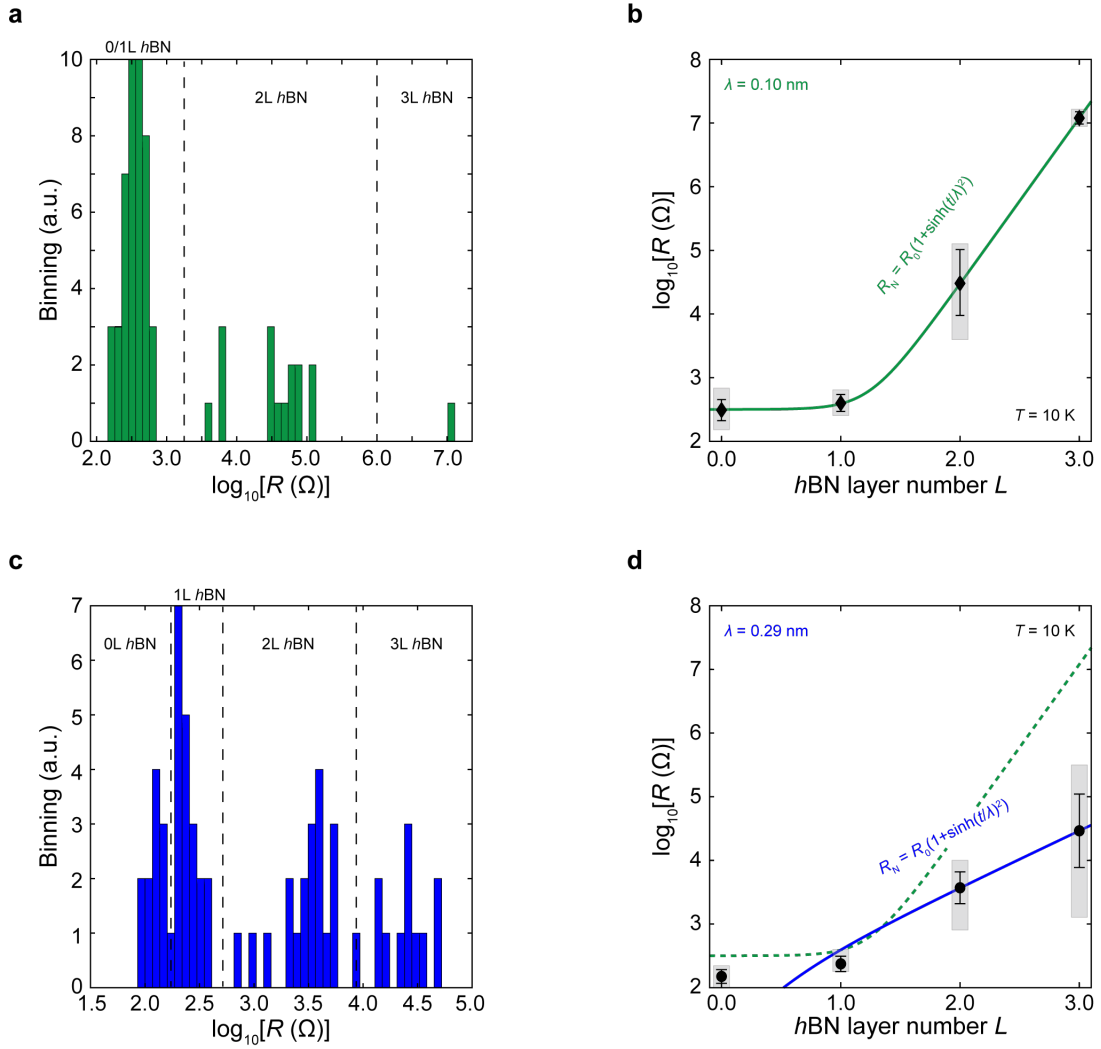 a
0/1L hBN
2L hBN
3L hBN
10
8
6
4
2
0
Binning (a.u.)
2.0 3.0 4.0 5.0 6.0 7.0
log₁₀[R (Ω)]
b
λ = 0.10 nm
R_N = R₀(1+sinh(t/λ)²)
T = 10 K
8
7
6
5
4
3
2
log₁₀[R (Ω)]
0.0 1.0 2.0 3.0
hBN layer number L
c
1L hBN
0L hBN
2L hBN
3L hBN
7
6
5
4
3
2
1
0
Binning (a.u.)
1.5 2.0 2.5 3.0 3.5 4.0 4.5 5.0
log₁₀[R (Ω)]
d
λ = 0.29 nm
T = 10 K
R_N = R₀(1+sinh(t/λ)²)
8
7
6
5
4
3
2
log₁₀[R (Ω)]
0.0 1.0 2.0 3.0
hBN layer number L